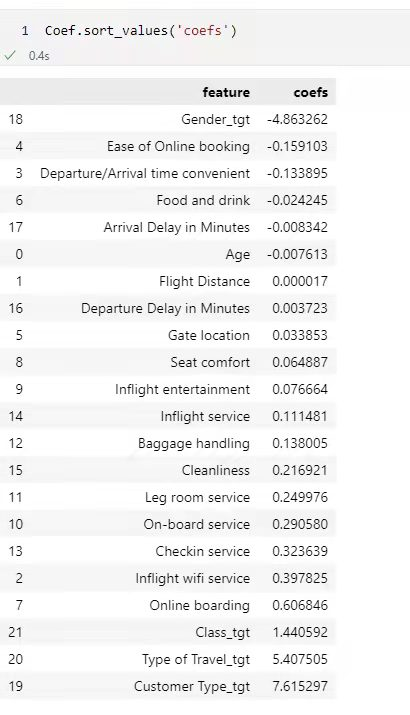 1 Coef.sort_values('coefs')
✓ 0.4s
feature coefs
18 Gender_tgt -4.863262
4 Ease of Online booking -0.159103
3 Departure/Arrival time convenient -0.133895
6 Food and drink -0.024245
17 Arrival Delay in Minutes -0.008342
0 Age -0.007613
1 Flight Distance 0.000017
16 Departure Delay in Minutes 0.003723
5 Gate location 0.033853
8 Seat comfort 0.064887
9 Inflight entertainment 0.076664
14 Inflight service 0.111481
12 Baggage handling 0.138005
15 Cleanliness 0.216921
11 Leg room service 0.249976
10 On-board service 0.290580
13 Checkin service 0.323639
2 Inflight wifi service 0.397825
7 Online boarding 0.606846
21 Class_tgt 1.440592
20 Type of Travel_tgt 5.407505
19 Customer Type_tgt 7.615297